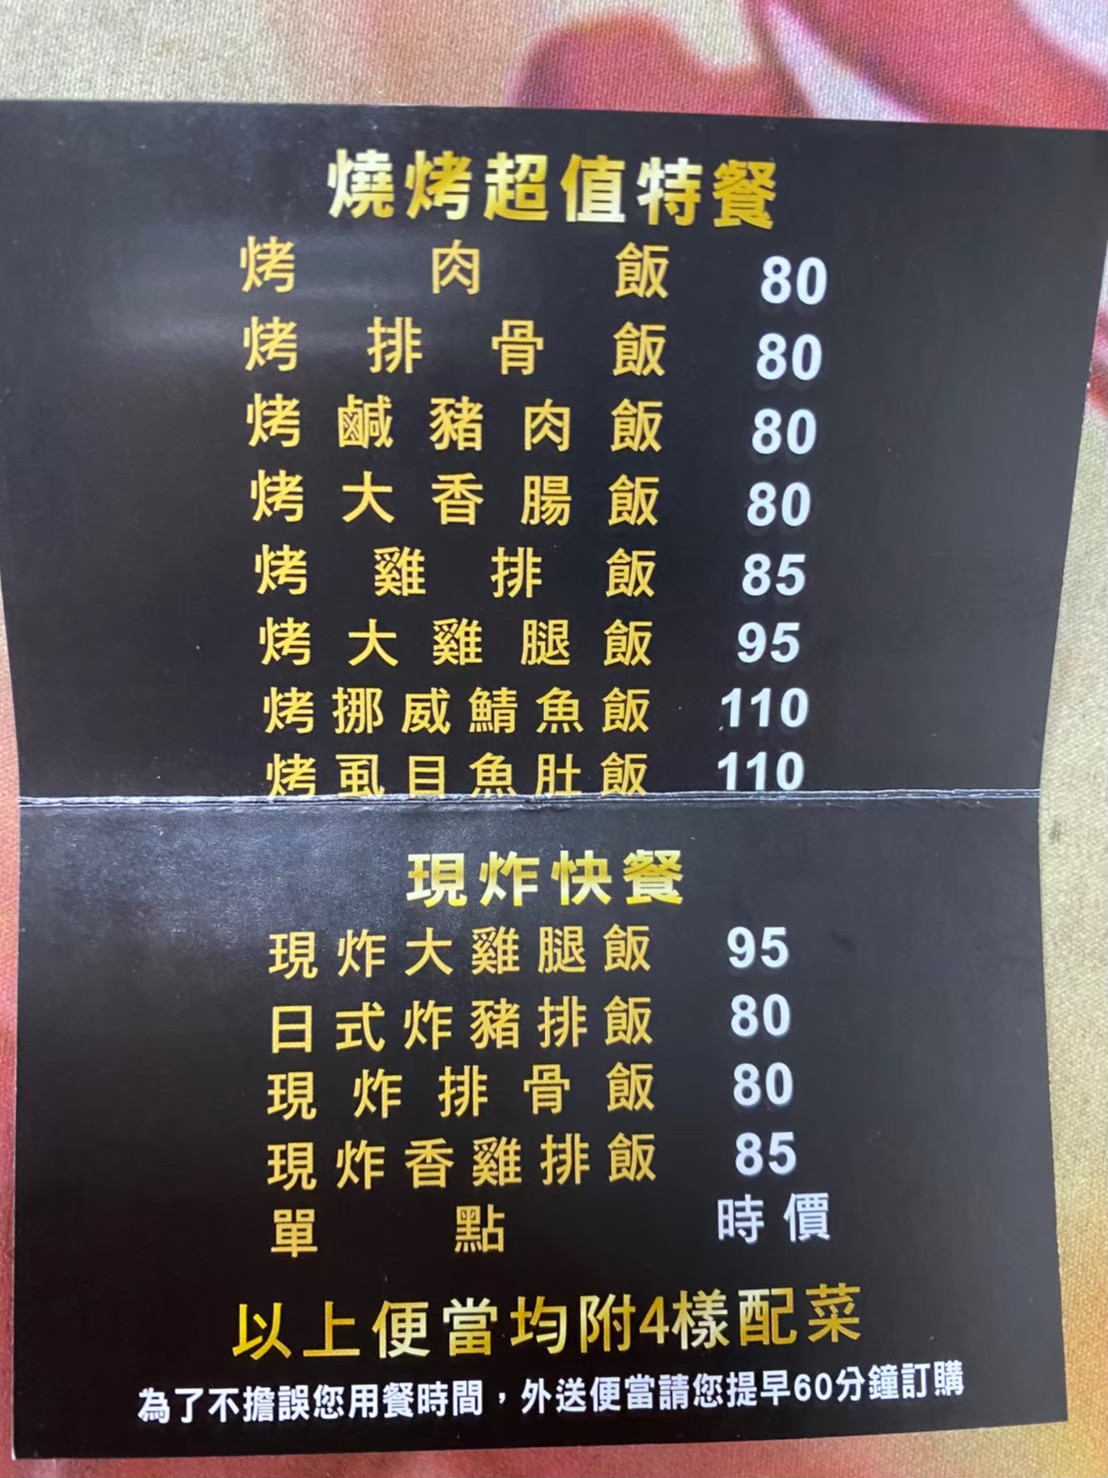 燒烤超值特餐
烤肉飯 80
烤排骨飯 80
烤鹹豬肉飯 80
烤大香腸飯 80
烤雞排飯 85
烤大雞腿飯 95
烤挪威鯖魚飯 110
烤虱目魚肚飯 110
現炸快餐
現炸大雞腿飯 95
日式炸豬排飯 80
現炸排骨飯 80
現炸香雞排飯 85
單點 時價
以上便當均附4樣配菜
為了不擔誤您用餐時間，外送便當請您提早60分鐘訂購